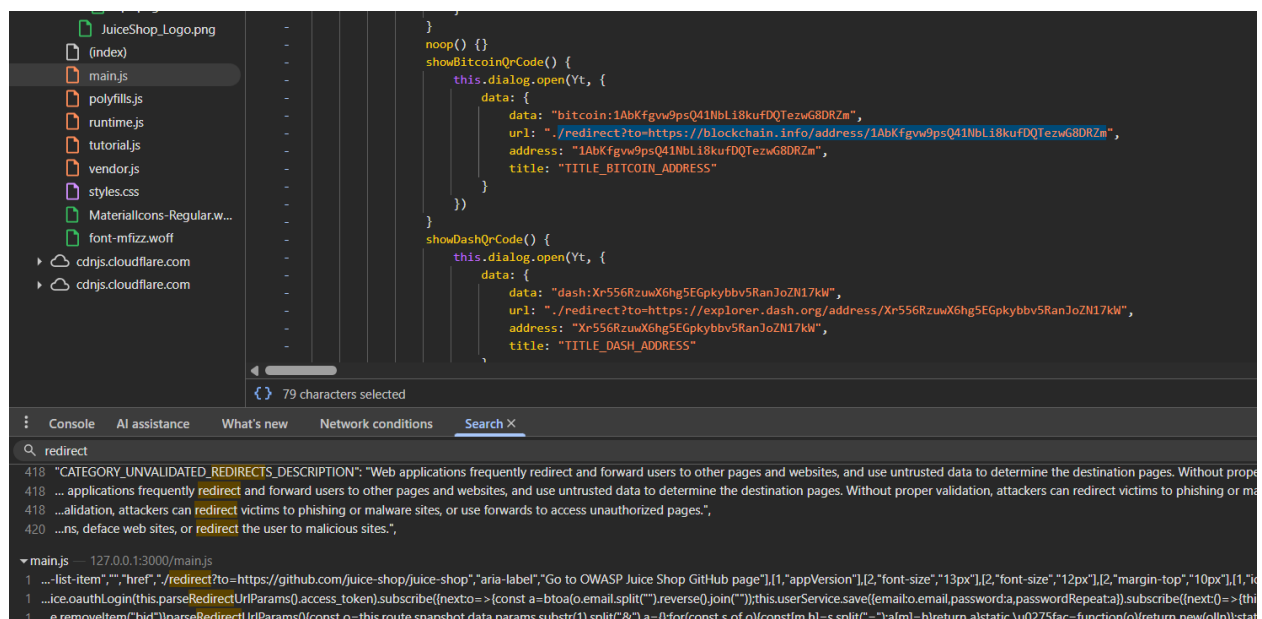 JuiceShop_Logo.png
(index)
main.js
polyfills.js
runtime.js
tutorial.js
vendor.js
styles.css
MaterialIcons-Regular.w...
font-mfizz.woff
cdnjs.cloudflare.com
cdnjs.cloudflare.com
}
noop() {}
showBitcoinQrCode() {
this.dialog.open(Yt, {
data: {
data: "bitcoin:1AbKfgvw9psQ41NbLi8kufDQTezwG8DRZm",
url: "./redirect?to=https://blockchain.info/address/1AbKfgvw9psQ41NbLi8kufDQTezwG8DRZm",
address: "1AbKfgvw9psQ41NbLi8kufDQTezwG8DRZm",
title: "TITLE_BITCOIN_ADDRESS"
}
})
}
showDashQrCode() {
this.dialog.open(Yt, {
data: {
data: "dash:Xr556RzuwX6hg5EGpkybbv5RanJoZN17kW",
url: "./redirect?to=https://explorer.dash.org/address/Xr556RzuwX6hg5EGpkybbv5RanJoZN17kW",
address: "Xr556RzuwX6hg5EGpkybbv5RanJoZN17kW",
title: "TITLE_DASH_ADDRESS"
{} 79 characters selected
Console AI assistance What's new Network conditions Search ×
redirect
418 "CATEGORY_UNVALIDATED_REDIRECTS_DESCRIPTION": "Web applications frequently redirect and forward users to other pages and websites, and use untrusted data to determine the destination pages. Without prope
418 ... applications frequently redirect and forward users to other pages and websites, and use untrusted data to determine the destination pages. Without proper validation, attackers can redirect victims to phishing or ma
418 ...alidation, attackers can redirect victims to phishing or malware sites, or use forwards to access unauthorized pages.",
420 ...ns, deface web sites, or redirect the user to malicious sites.",
main.js — 127.0.0.1:3000/main.js
1 ...-list-item","","href","./redirect?to=https://github.com/juice-shop/juice-shop","aria-label","Go to OWASP Juice Shop GitHub page"],[1,"appVersion"],[2,"font-size","13px"],[2,"font-size","12px"],[2,"margin-top","10px"],[1,"ic
1 ...ice.oauthLogin(this.parseRedirectUrlParams().access_token).subscribe({next:o=>{const a=btoa(o.email.split("").reverse().join(""));this.userService.save({email:o.email,password:a,passwordRepeat:a}).subscribe({next:()=>{thi